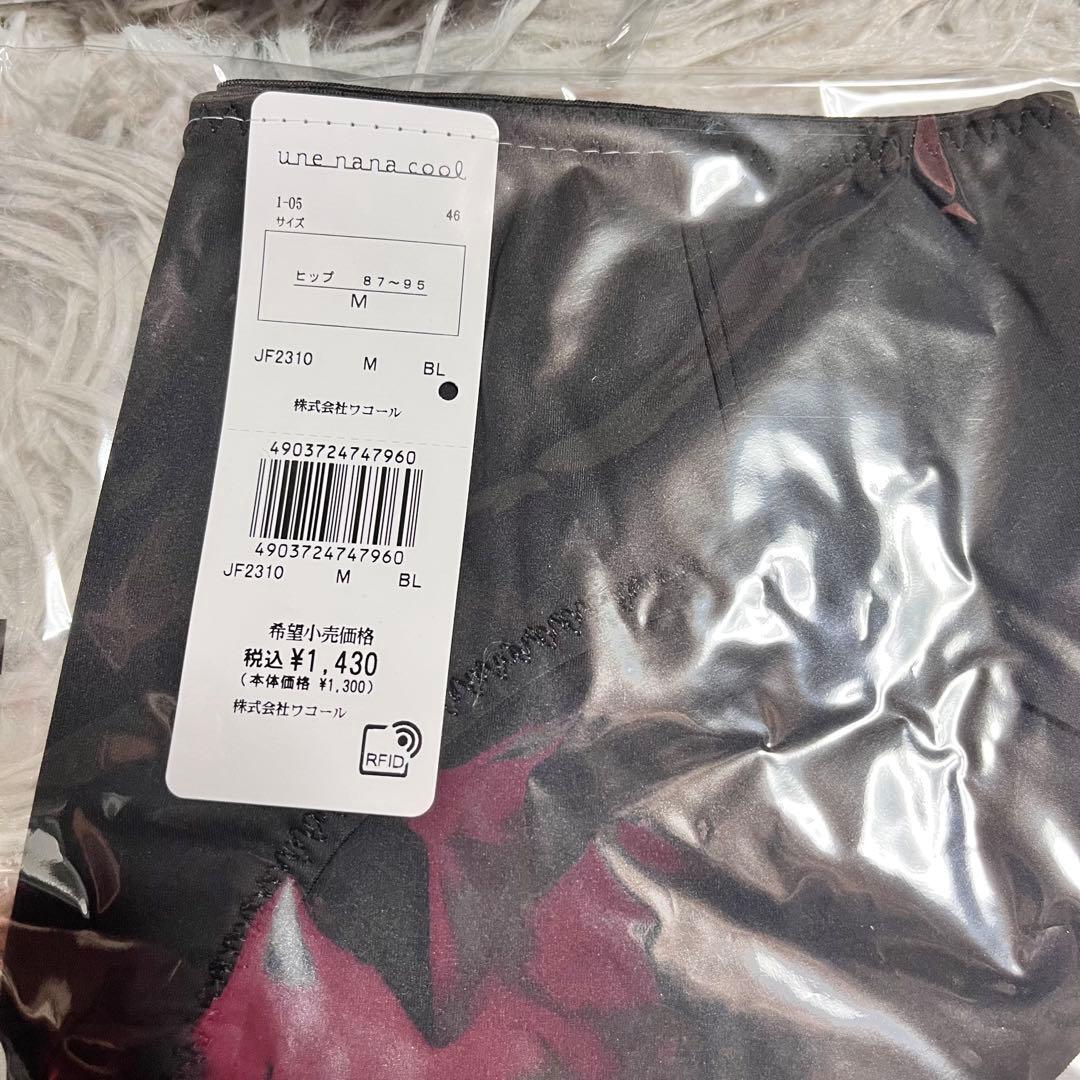 une nana cool
1-05 46
サイズ
ヒップ 87〜95
M
JF2310 M BL
株式会社ワコール
4903724747960
4903724747960
JF2310 M BL
希望小売価格
税込 ¥1,430
(本体価格 ¥1,300)
株式会社ワコール
RFID